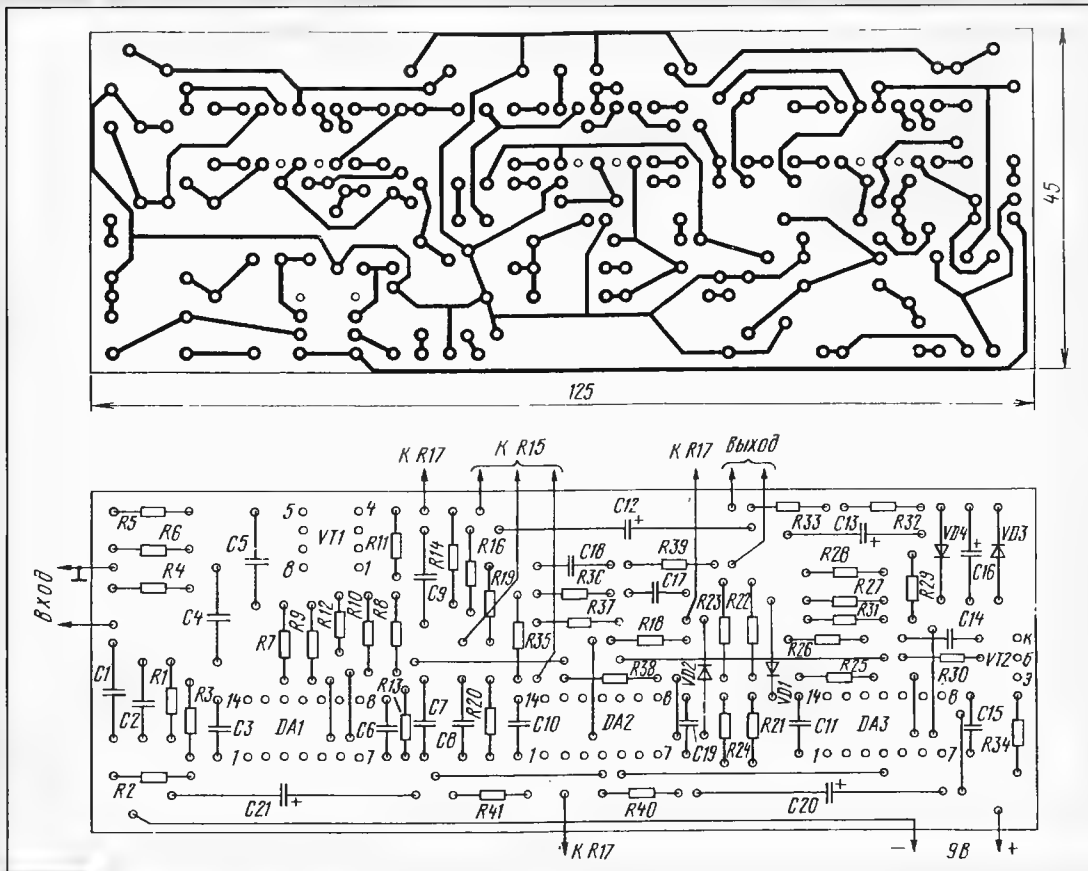 45
125
К R17
К R15
К R17
Выход
R5
R6
R4
Вход
C5
5
4
VT1
8
1
R11
C9
R14
R16
R19
C12
+
C18
R39
R36
C17
R37
R18
R35
R38
R23
R22
VD2
VD1
R33
C13
+
R32
R28
R27
R31
R26
R25
R29
VD4
+
C16
VD3
C14
R30
VT2
к
б
э
C4
R7
R9
R12
R10
R8
C1
C2
R1
R3
C3
14
DA1
8
1
7
C6
R13
C7
C8
R20
14
C10
DA2
8
1
7
C19
R24
R21
C11
14
DA3
8
1
7
C15
R34
R2
C21
+
R41
R40
C20
+
К R17
−
9В
+